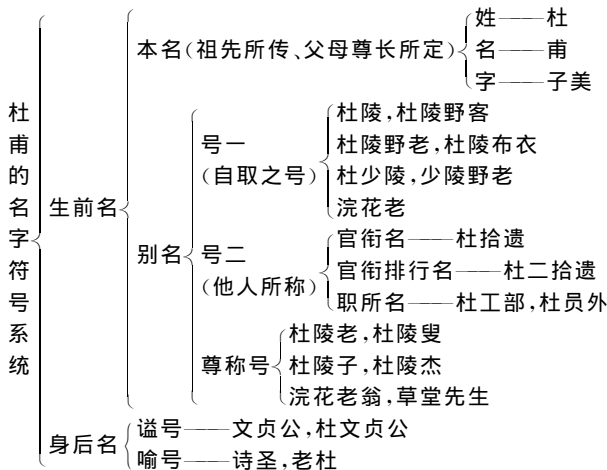 杜甫的名字符号系统
生前名
本名(祖先所传、父母尊长所定)
姓——杜
名——甫
字——子美
别名
号一
(自取之号)
杜陵,杜陵野客
杜陵野老,杜陵布衣
杜少陵,少陵野老
浣花老
号二
(他人所称)
官衔名——杜拾遗
官衔排行名——杜二拾遗
职所名——杜工部,杜员外
尊称号
杜陵老,杜陵叟
杜陵子,杜陵杰
浣花老翁,草堂先生
身后名
谥号——文贞公,杜文贞公
喻号——诗圣,老杜